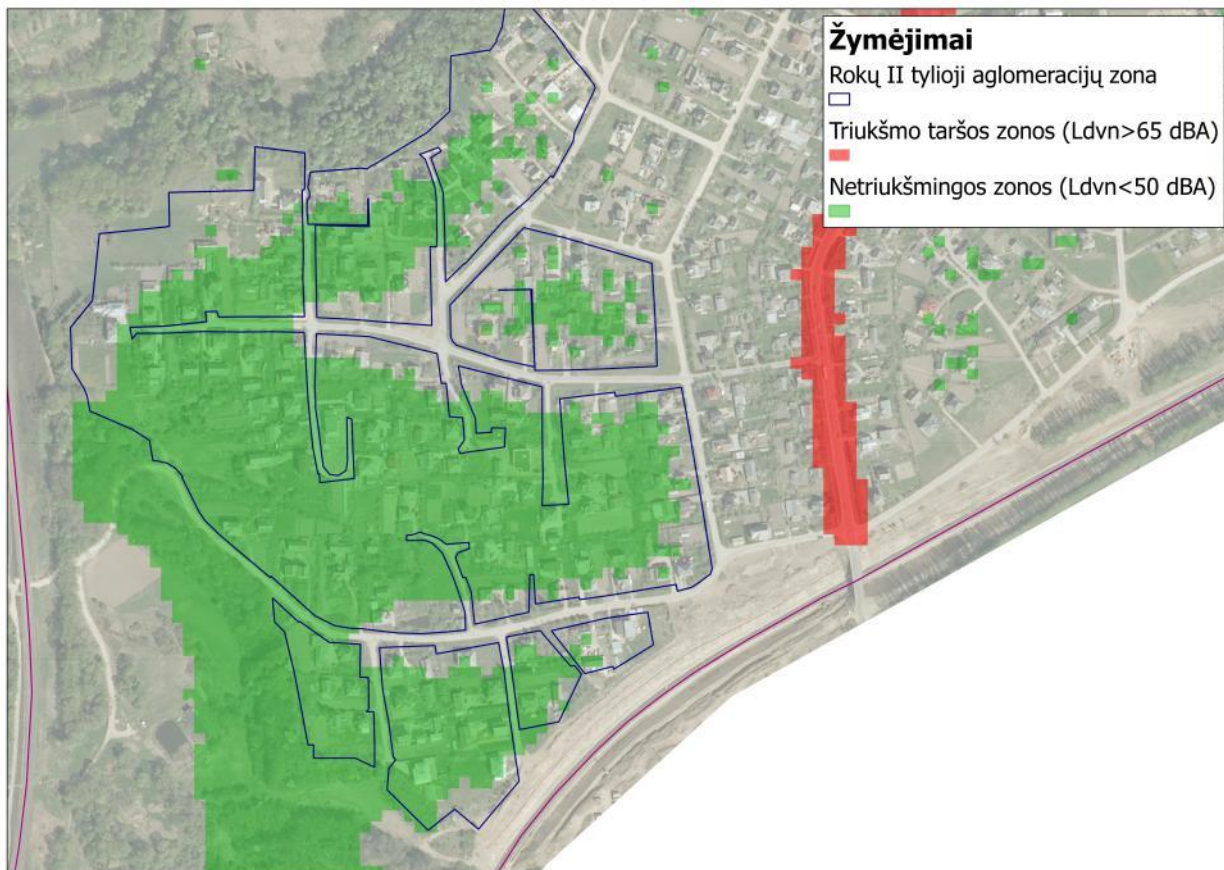 Žymėjimai
Rokų II tylioji aglomeracijų zona
Triukšmo taršos zonos (Ldvn>65 dBA)
Netriukšmingos zonos (Ldvn<50 dBA)